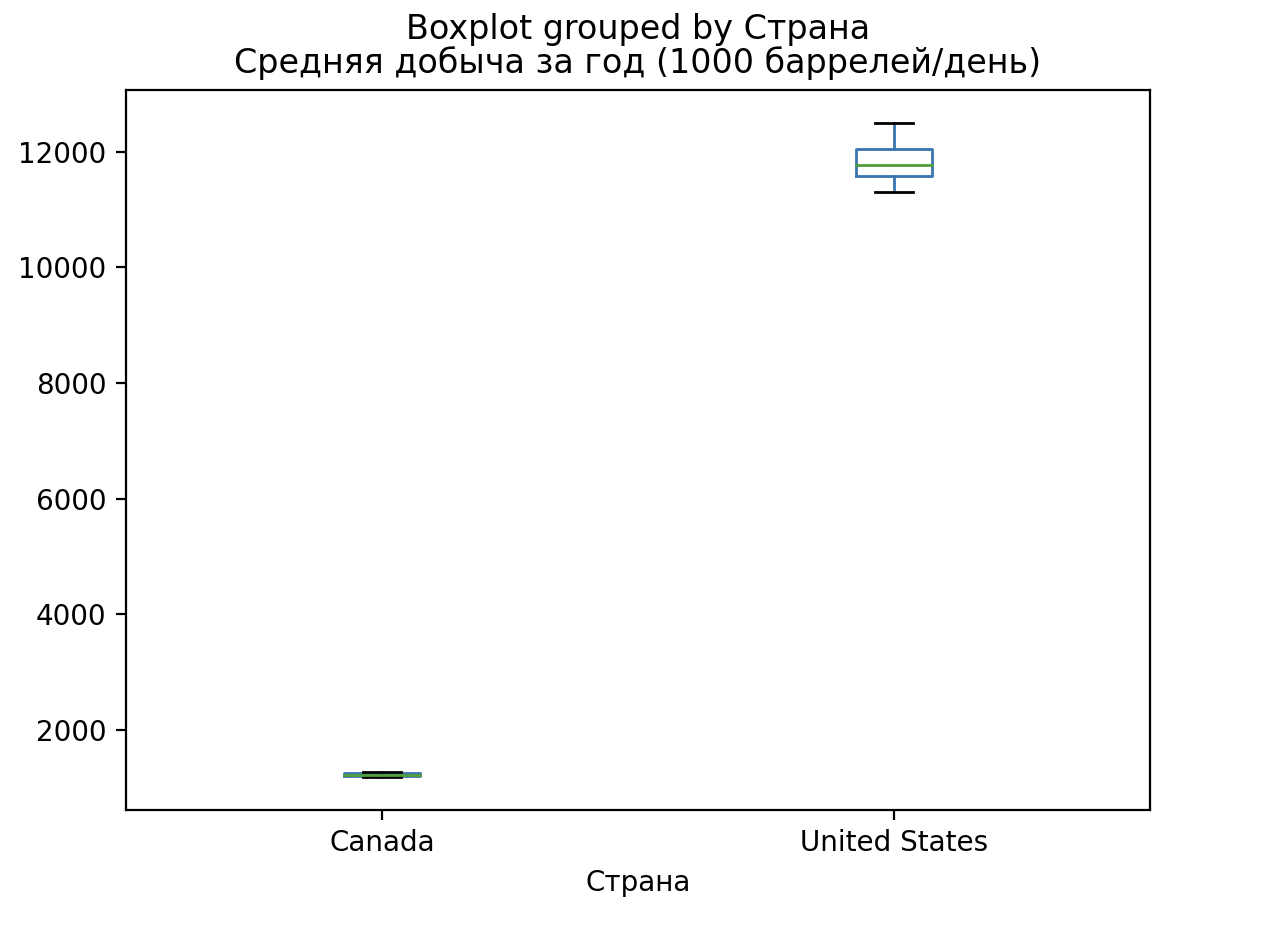 Boxplot grouped by Страна
Средняя добыча за год (1000 баррелей/день)
12000
10000
8000
6000
4000
2000
Canada
United States
Страна